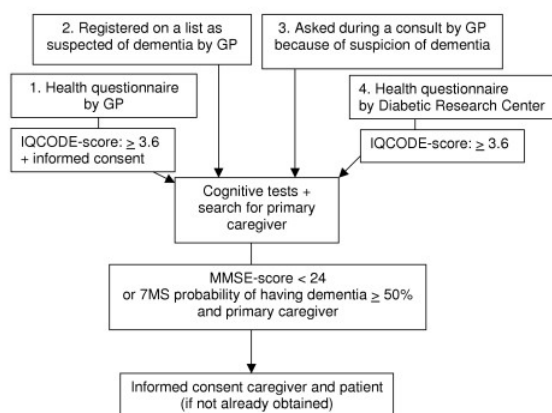 2. Registered on a list as
suspected of dementia by GP
3. Asked during a consult by GP
because of suspicion of dementia
1. Health questionnaire
by GP
4. Health questionnaire
by Diabetic Research Center
IQCODE-score: ≥ 3.6
+ informed consent
IQCODE-score: ≥ 3.6
Cognitive tests +
search for primary
caregiver
MMSE-score < 24
or 7MS probability of having dementia ≥ 50%
and primary caregiver
Informed consent caregiver and patient
(if not already obtained)